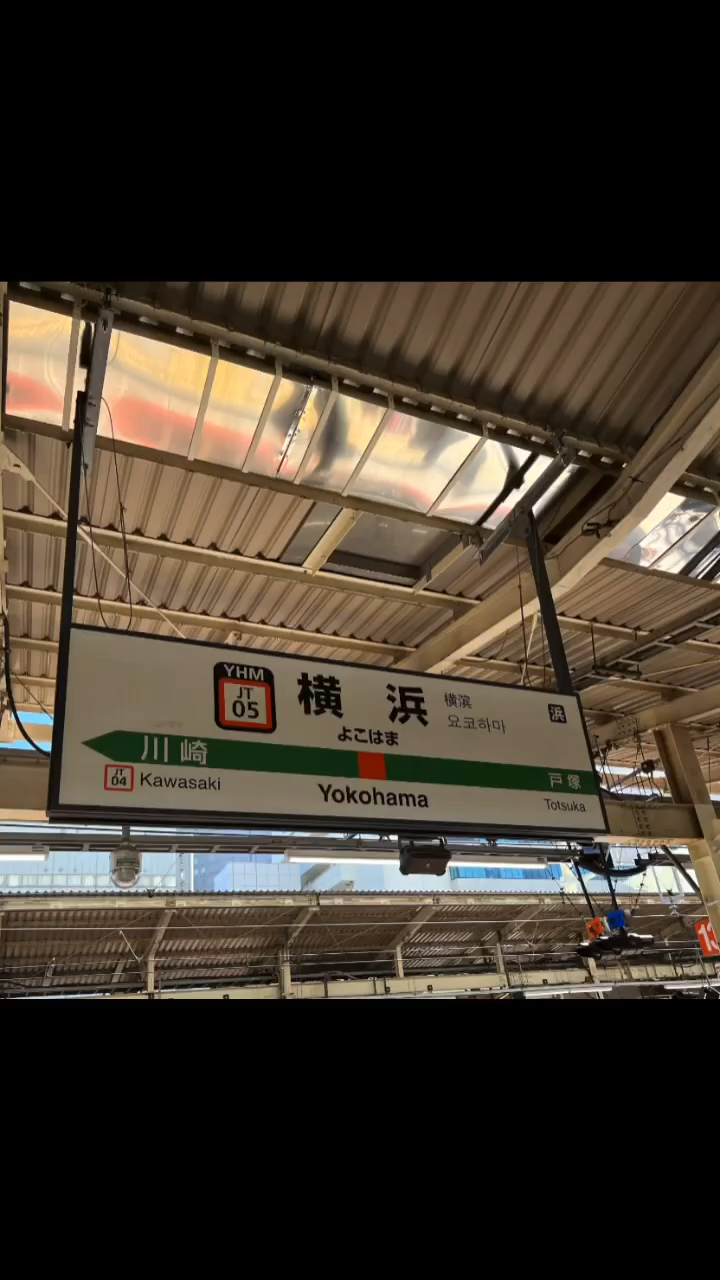 YHM
JT
05
横 浜
横滨
요코하마
浜
よこはま
川 崎
戸 塚
JT
04
Kawasaki
Yokohama
Totsuka
13